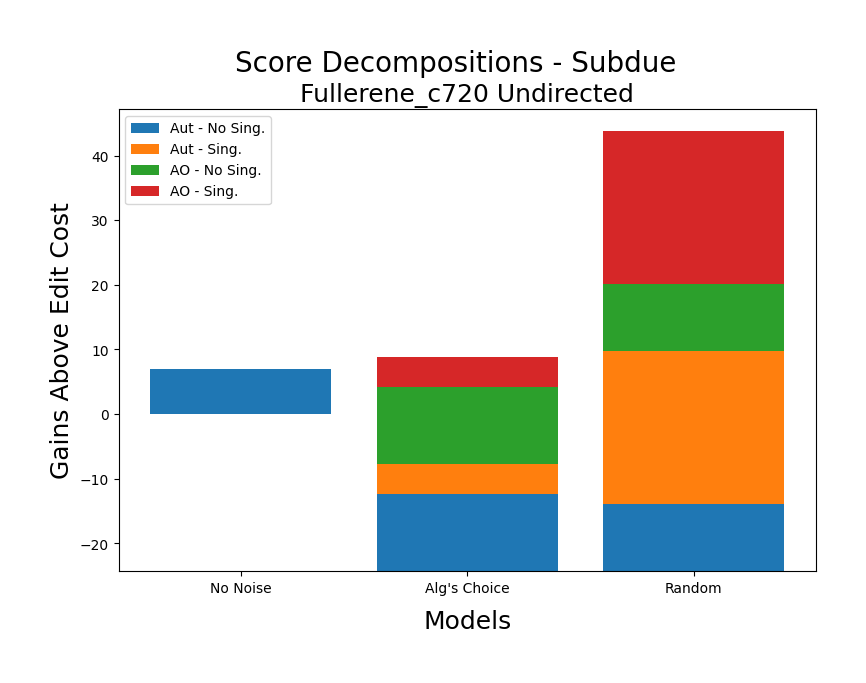 Score Decompositions - Subdue
Fullerene_c720 Undirected
Aut - No Sing.
Aut - Sing.
AO - No Sing.
AO - Sing.
Gains Above Edit Cost
40
30
20
10
0
−10
−20
No Noise
Alg's Choice
Random
Models